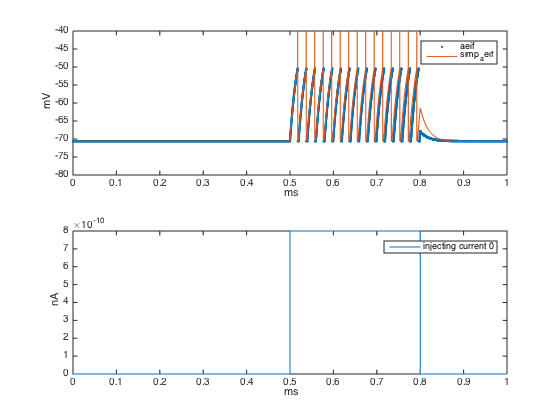 -40
-45
-50
-55
-60
-65
-70
-75
-80
mV
aeif
simp_aeif
0 0.1 0.2 0.3 0.4 0.5 0.6 0.7 0.8 0.9 1
ms
×10⁻¹⁰
8
7
6
5
4
3
2
1
0
nA
injecting current 0
0 0.1 0.2 0.3 0.4 0.5 0.6 0.7 0.8 0.9 1
ms